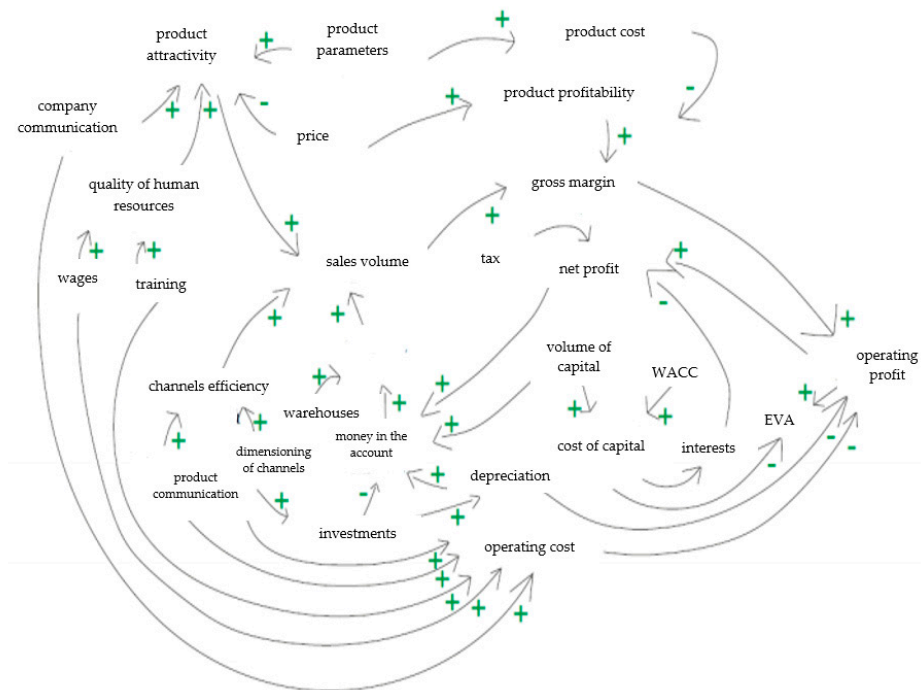 product
attractivity
+
product
parameters
+
product cost
-
company
communication
+
+
-
price
+
product profitability
+
quality of human
resources
gross margin
+
+
wages
training
+
sales volume
+
tax
net profit
+
-
+
operating
profit
+
+
channels efficiency
+
warehouses
+
volume of
capital
WACC
+
+
+
EVA
+
+
dimensioning
of channels
money in the
account
+
cost of capital
interests
-
-
-
product
communication
+
-
+
depreciation
investments
+
operating cost
+
+
+
+
+